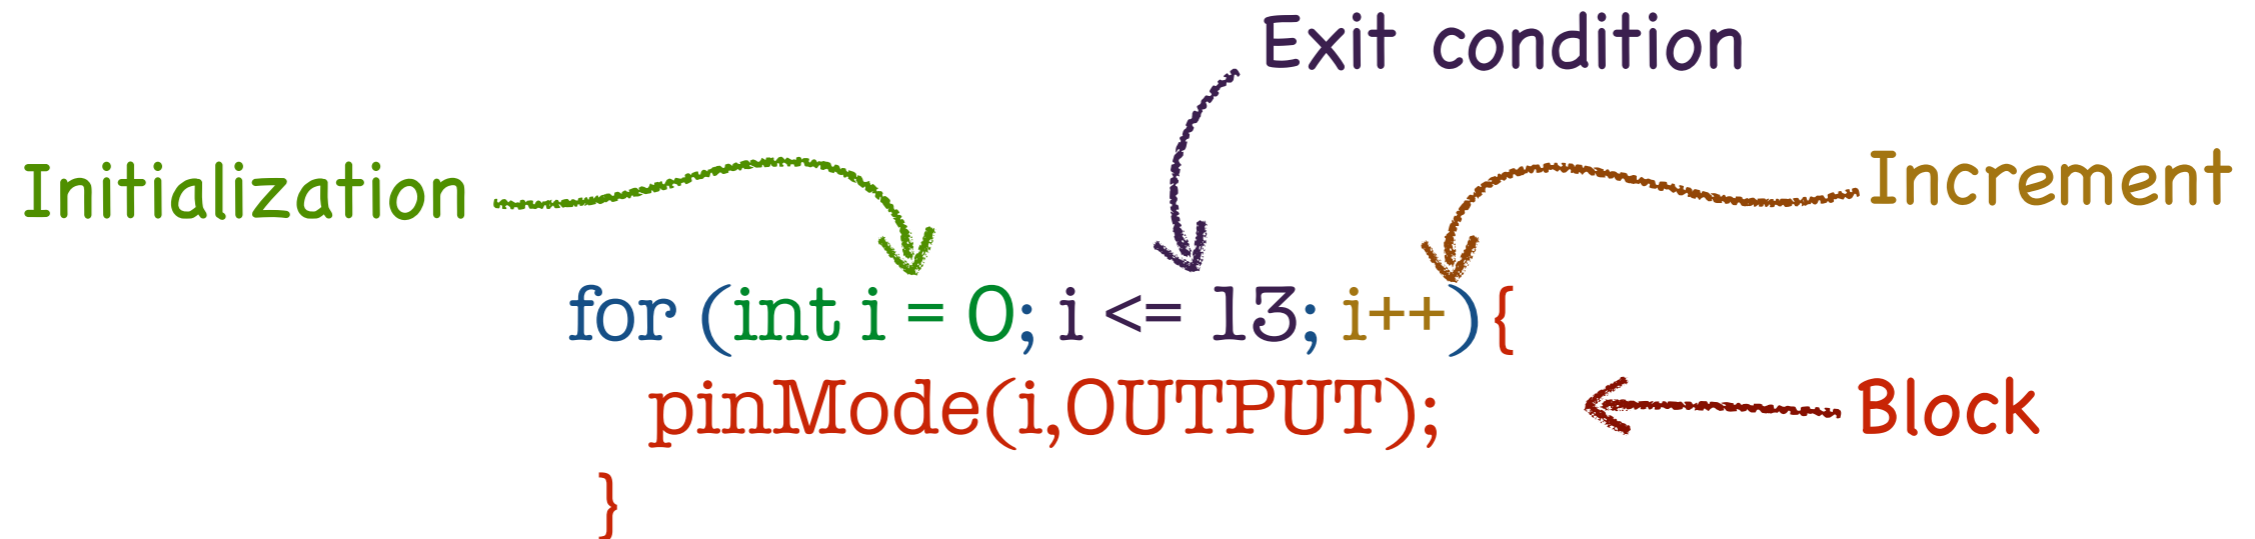 Exit condition
Initialization
Increment
for (int i = 0; i <= 13; i++){
pinMode(i,OUTPUT);
Block
}